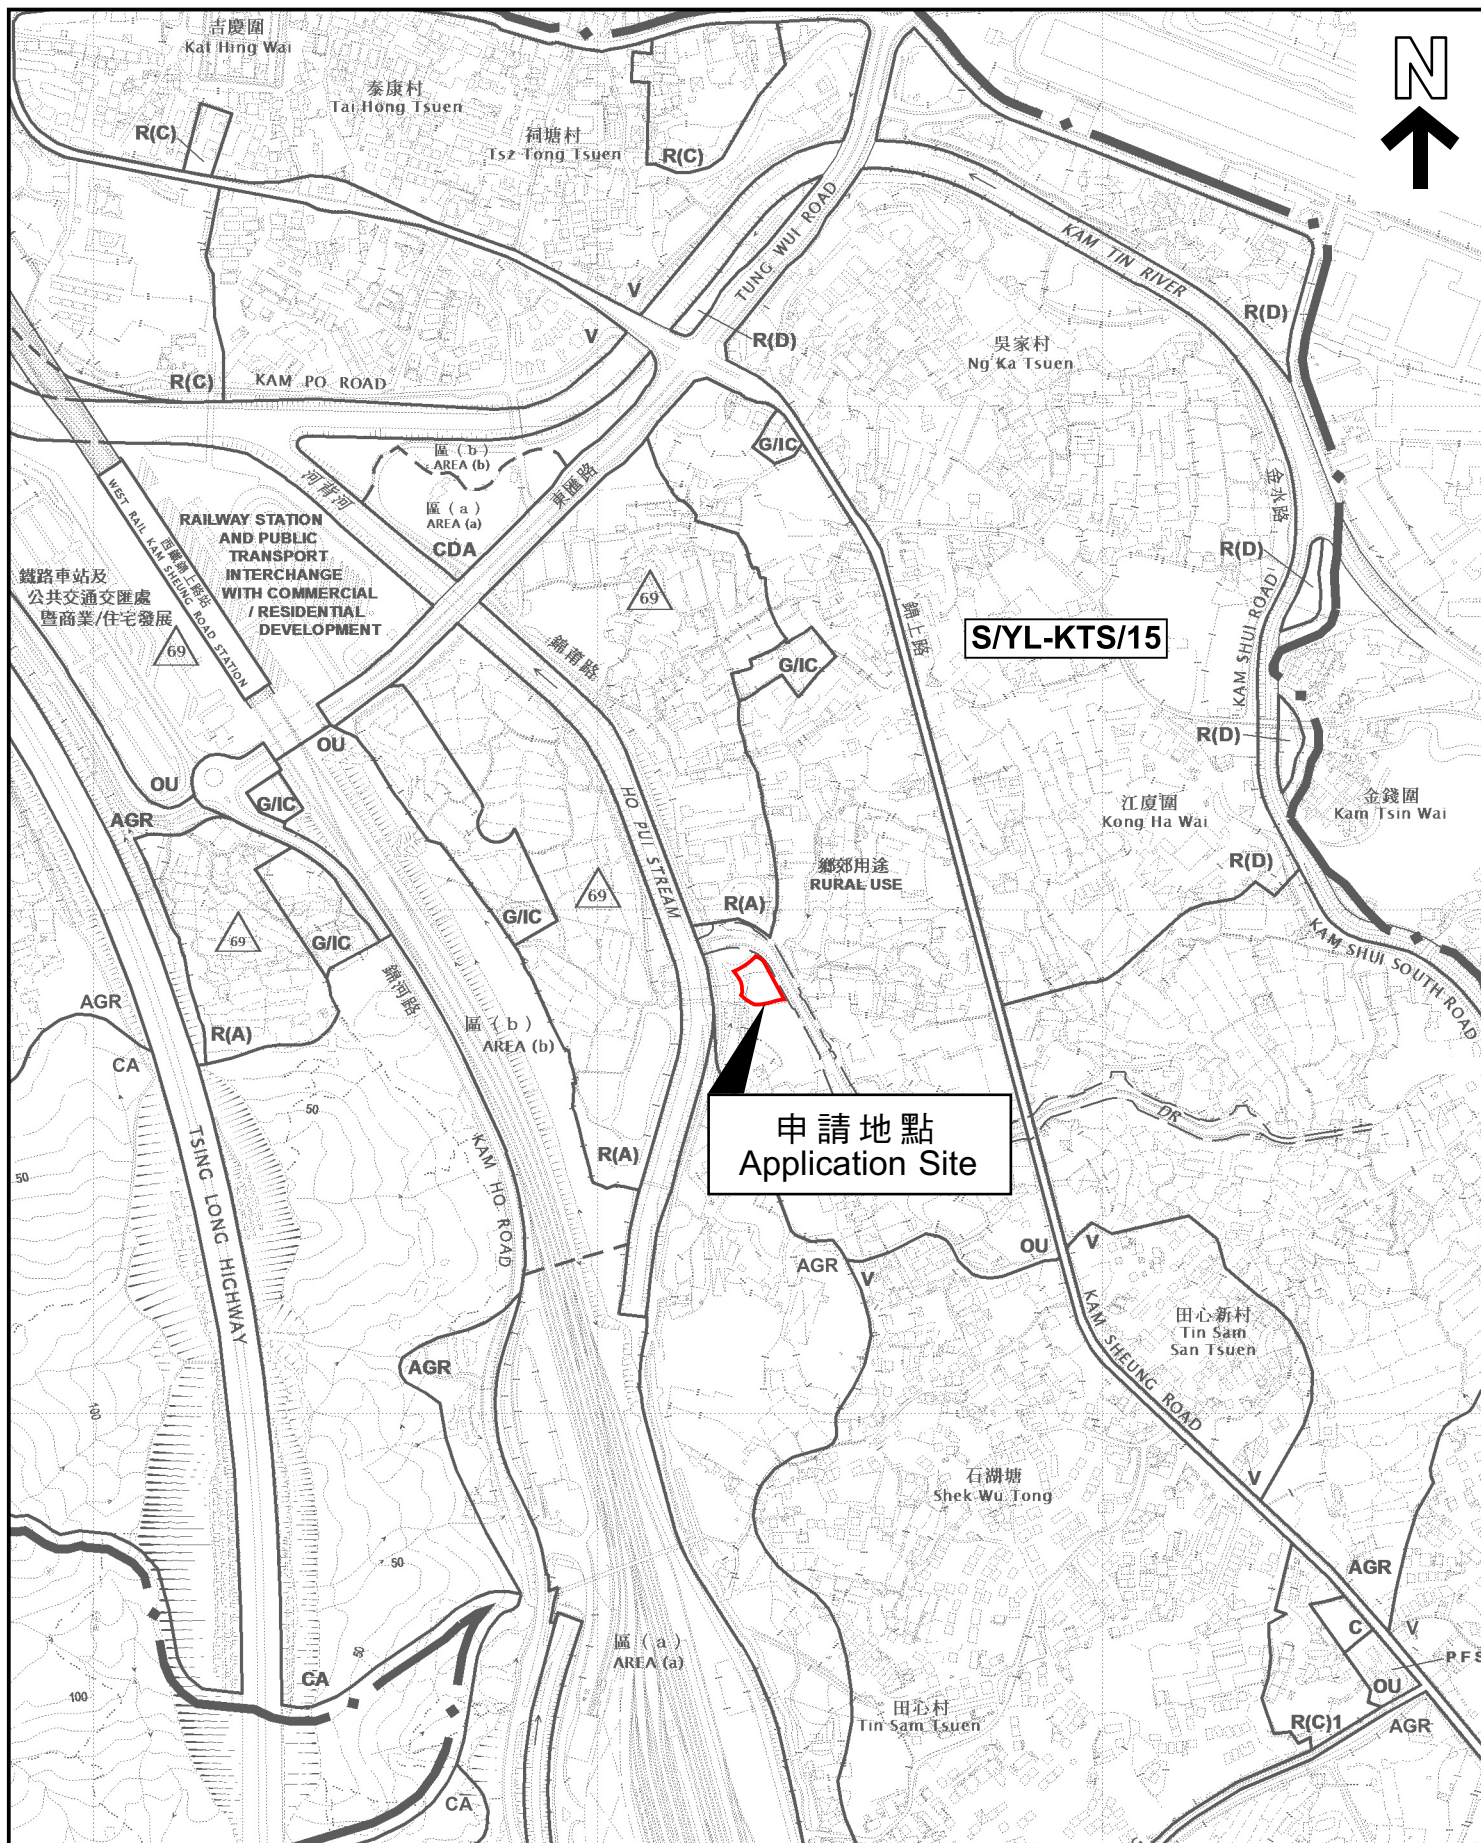 吉慶圍
Kat Hing Wai
N
泰康村
Tai Hong Tsuen
R(C)
祠塘村
Tsz Tong Tsuen
R(C)
TUNG WUI ROAD
KAM TIN RIVER
V
R(D)
V
R(D)
吳家村
Ng Ka Tsuen
R(C)
KAM PO ROAD
G/IC
區 (b)
AREA (b)
河背河
東匯路
金水路
區 (a)
AREA (a)
CDA
WEST RAIL KAM SHEUNG ROAD STATION
西鐵錦上路站
RAILWAY STATION
AND PUBLIC
TRANSPORT
INTERCHANGE
WITH COMMERCIAL
/ RESIDENTIAL
DEVELOPMENT
鐵路車站及
公共交通交匯處
暨商業/住宅發展
69
69
R(D)
KAM SHUI ROAD
錦上路
S/YL-KTS/15
錦莆路
G/IC
OU
R(D)
OU
G/IC
AGR
HO PUI STREAM
江廈圍
Kong Ha Wai
金錢圍
Kam Tsin Wai
鄉郊用途
RURAL USE
R(D)
69
R(A)
G/IC
69
G/IC
KAM SHUI SOUTH ROAD
錦河路
AGR
R(A)
區 (b)
AREA (b)
CA
50
DR
申請地點
Application Site
TSING LONG HIGHWAY
KAM HO ROAD
R(A)
50
OU
V
AGR
V
KAM SHEUNG ROAD
田心新村
Tin Sam
San Tsuen
AGR
100
石湖塘
Shek Wu Tong
V
50
AGR
C
V
區 (a)
AREA (a)
50
PFS
CA
OU
100
田心村
Tin Sam Tsuen
R(C)1
AGR
CA